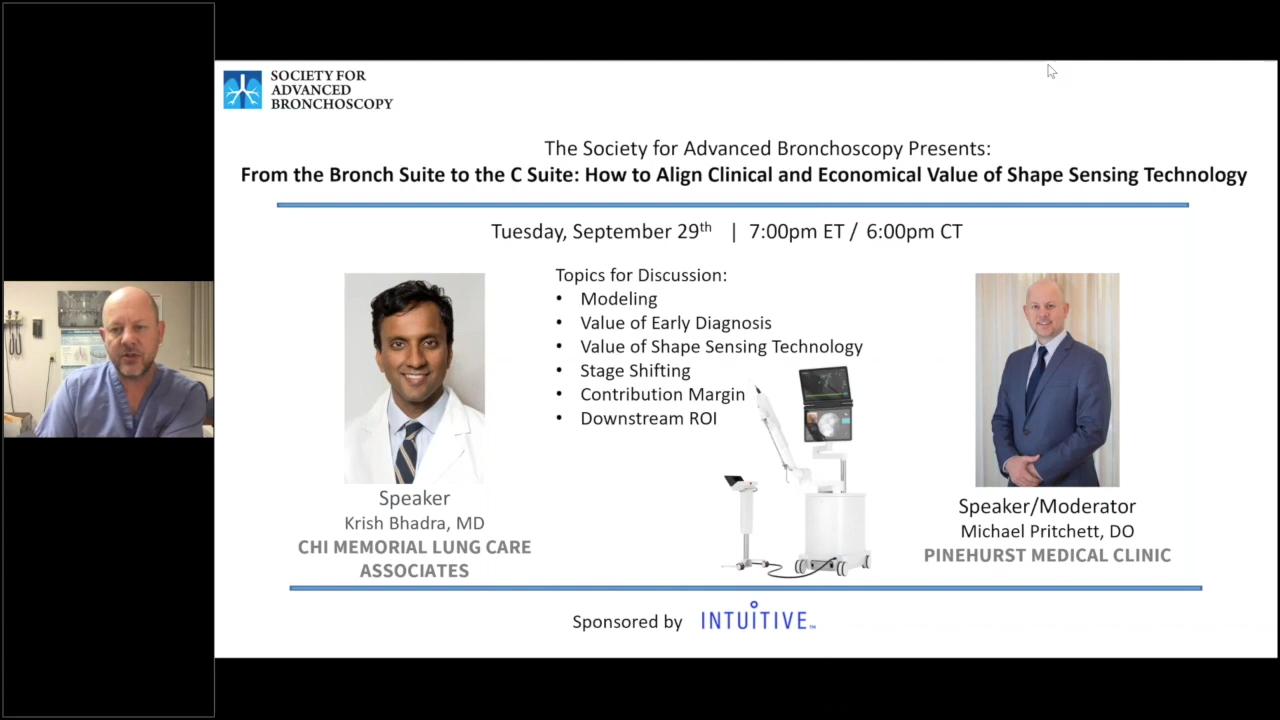 SOCIETY FOR
ADVANCED
BRONCHOSCOPY
The Society for Advanced Bronchoscopy Presents:
From the Bronch Suite to the C Suite: How to Align Clinical and Economical Value of Shape Sensing Technology
Tuesday, September 29th | 7:00pm ET / 6:00pm CT
Topics for Discussion:
• Modeling
• Value of Early Diagnosis
• Value of Shape Sensing Technology
• Stage Shifting
• Contribution Margin
• Downstream ROI
Speaker
Krish Bhadra, MD
CHI MEMORIAL LUNG CARE
ASSOCIATES
Speaker/Moderator
Michael Pritchett, DO
PINEHURST MEDICAL CLINIC
Sponsored by INTUITIVE™